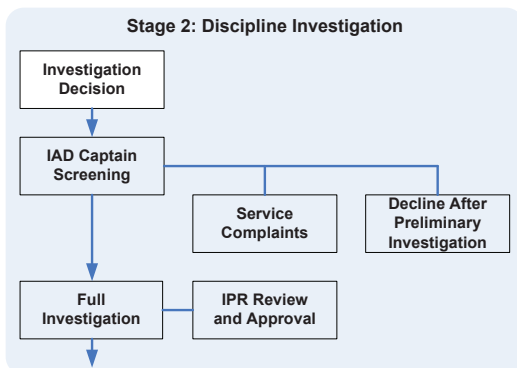 Stage 2: Discipline Investigation
Investigation
Decision
IAD Captain
Screening
Service
Complaints
Decline After
Preliminary
Investigation
Full
Investigation
IPR Review
and Approval